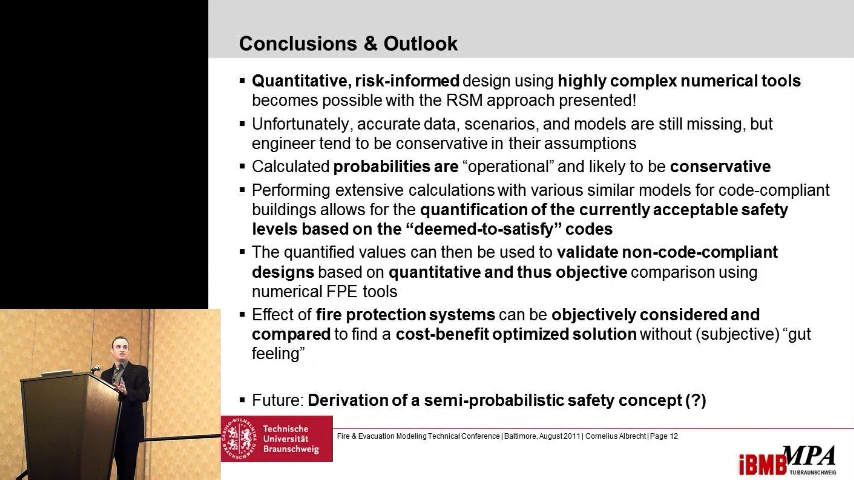 Conclusions & Outlook
▪ Quantitative, risk-informed design using highly complex numerical tools
becomes possible with the RSM approach presented!
▪ Unfortunately, accurate data, scenarios, and models are still missing, but
engineer tend to be conservative in their assumptions
▪ Calculated probabilities are “operational” and likely to be conservative
▪ Performing extensive calculations with various similar models for code-compliant
buildings allows for the quantification of the currently acceptable safety
levels based on the “deemed-to-satisfy” codes
▪ The quantified values can then be used to validate non-code-compliant
designs based on quantitative and thus objective comparison using
numerical FPE tools
▪ Effect of fire protection systems can be objectively considered and
compared to find a cost-benefit optimized solution without (subjective) “gut
feeling”
▪ Future: Derivation of a semi-probabilistic safety concept (?)
Technische
Universität
Braunschweig
Fire & Evacuation Modeling Technical Conference | Baltimore, August 2011 | Cornelius Albrecht | Page 12
iBMB MPA
TU BRAUNSCHWEIG